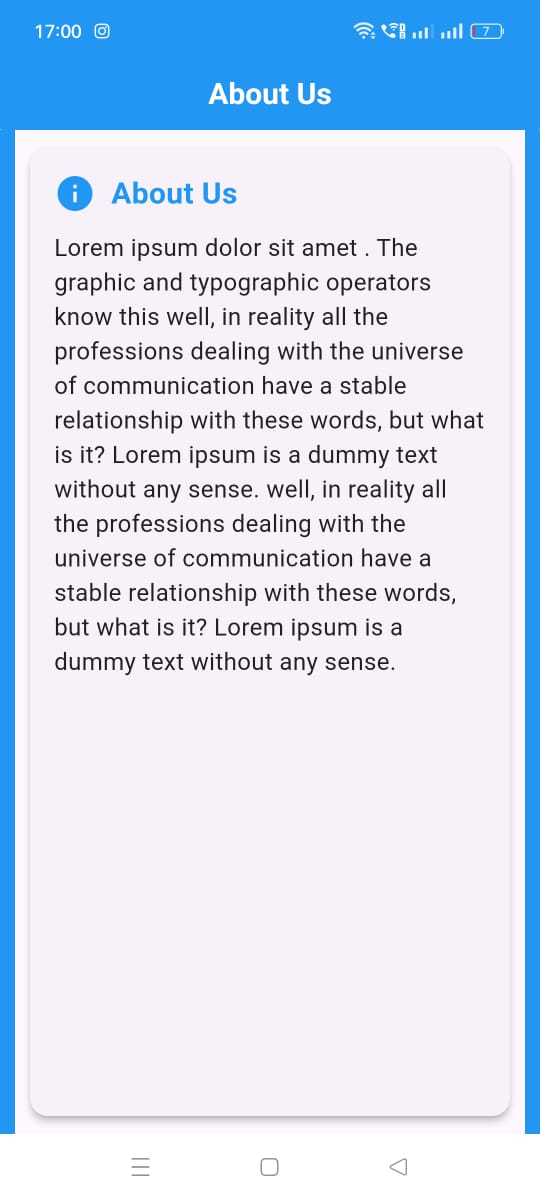 17:00
7
About Us
About Us
Lorem ipsum dolor sit amet . The
graphic and typographic operators
know this well, in reality all the
professions dealing with the universe
of communication have a stable
relationship with these words, but what
is it? Lorem ipsum is a dummy text
without any sense. well, in reality all
the professions dealing with the
universe of communication have a
stable relationship with these words,
but what is it? Lorem ipsum is a
dummy text without any sense.